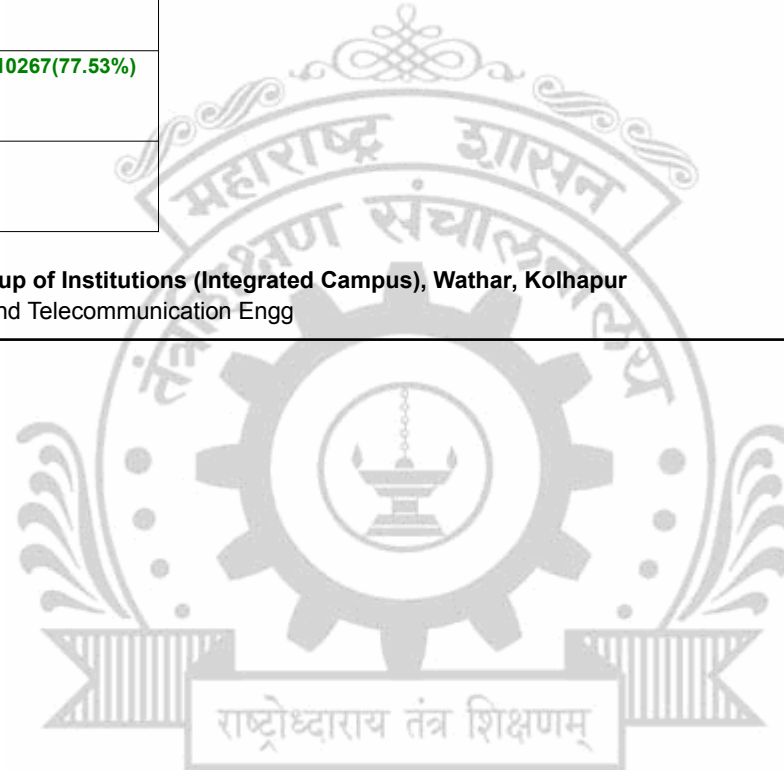 10267(77.53%)
महाराष्ट्र शासन
तंत्रशिक्षण संचालनालय
up of Institutions (Integrated Campus), Wathar, Kolhapur
nd Telecommunication Engg
राष्ट्रोध्दाराय तंत्र शिक्षणम्